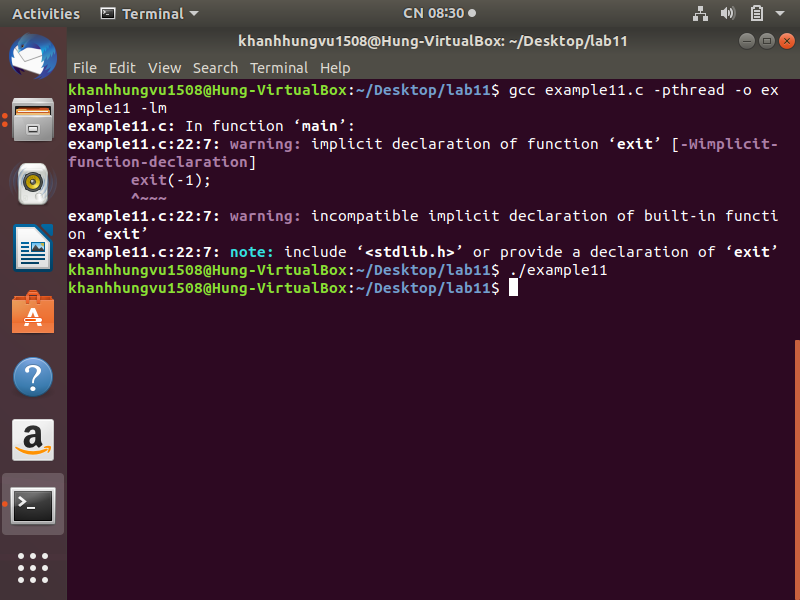 Activities Terminal CN 08:30
khanhhungvu1508@Hung-VirtualBox: ~/Desktop/lab11
File Edit View Search Terminal Help
khanhhungvu1508@Hung-VirtualBox:~/Desktop/lab11$ gcc example11.c -pthread -o ex
ample11 -lm
example11.c: In function ‘main’:
example11.c:22:7: warning: implicit declaration of function ‘exit’ [-Wimplicit-
function-declaration]
exit(-1);
^~~~
example11.c:22:7: warning: incompatible implicit declaration of built-in functi
on ‘exit’
example11.c:22:7: note: include ‘<stdlib.h>’ or provide a declaration of ‘exit’
khanhhungvu1508@Hung-VirtualBox:~/Desktop/lab11$ ./example11
khanhhungvu1508@Hung-VirtualBox:~/Desktop/lab11$